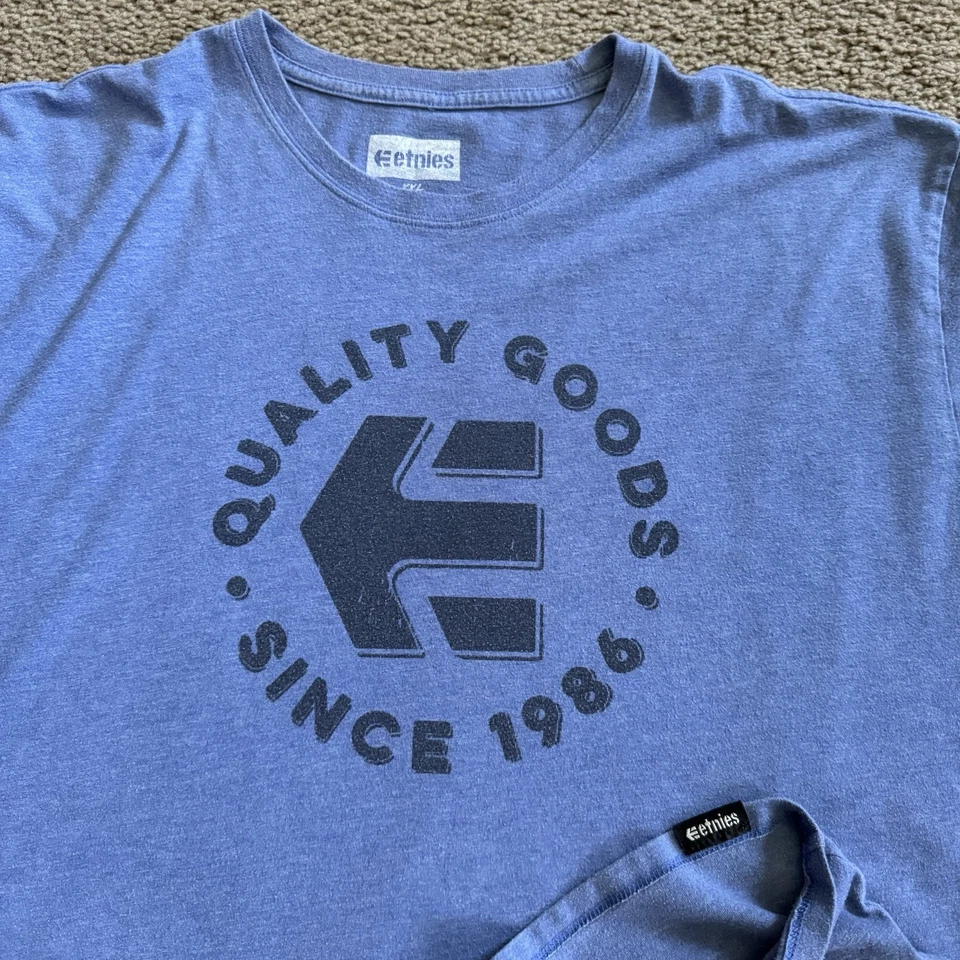 etnies
XXL
QUALITY GOODS
SINCE 1986
etnies